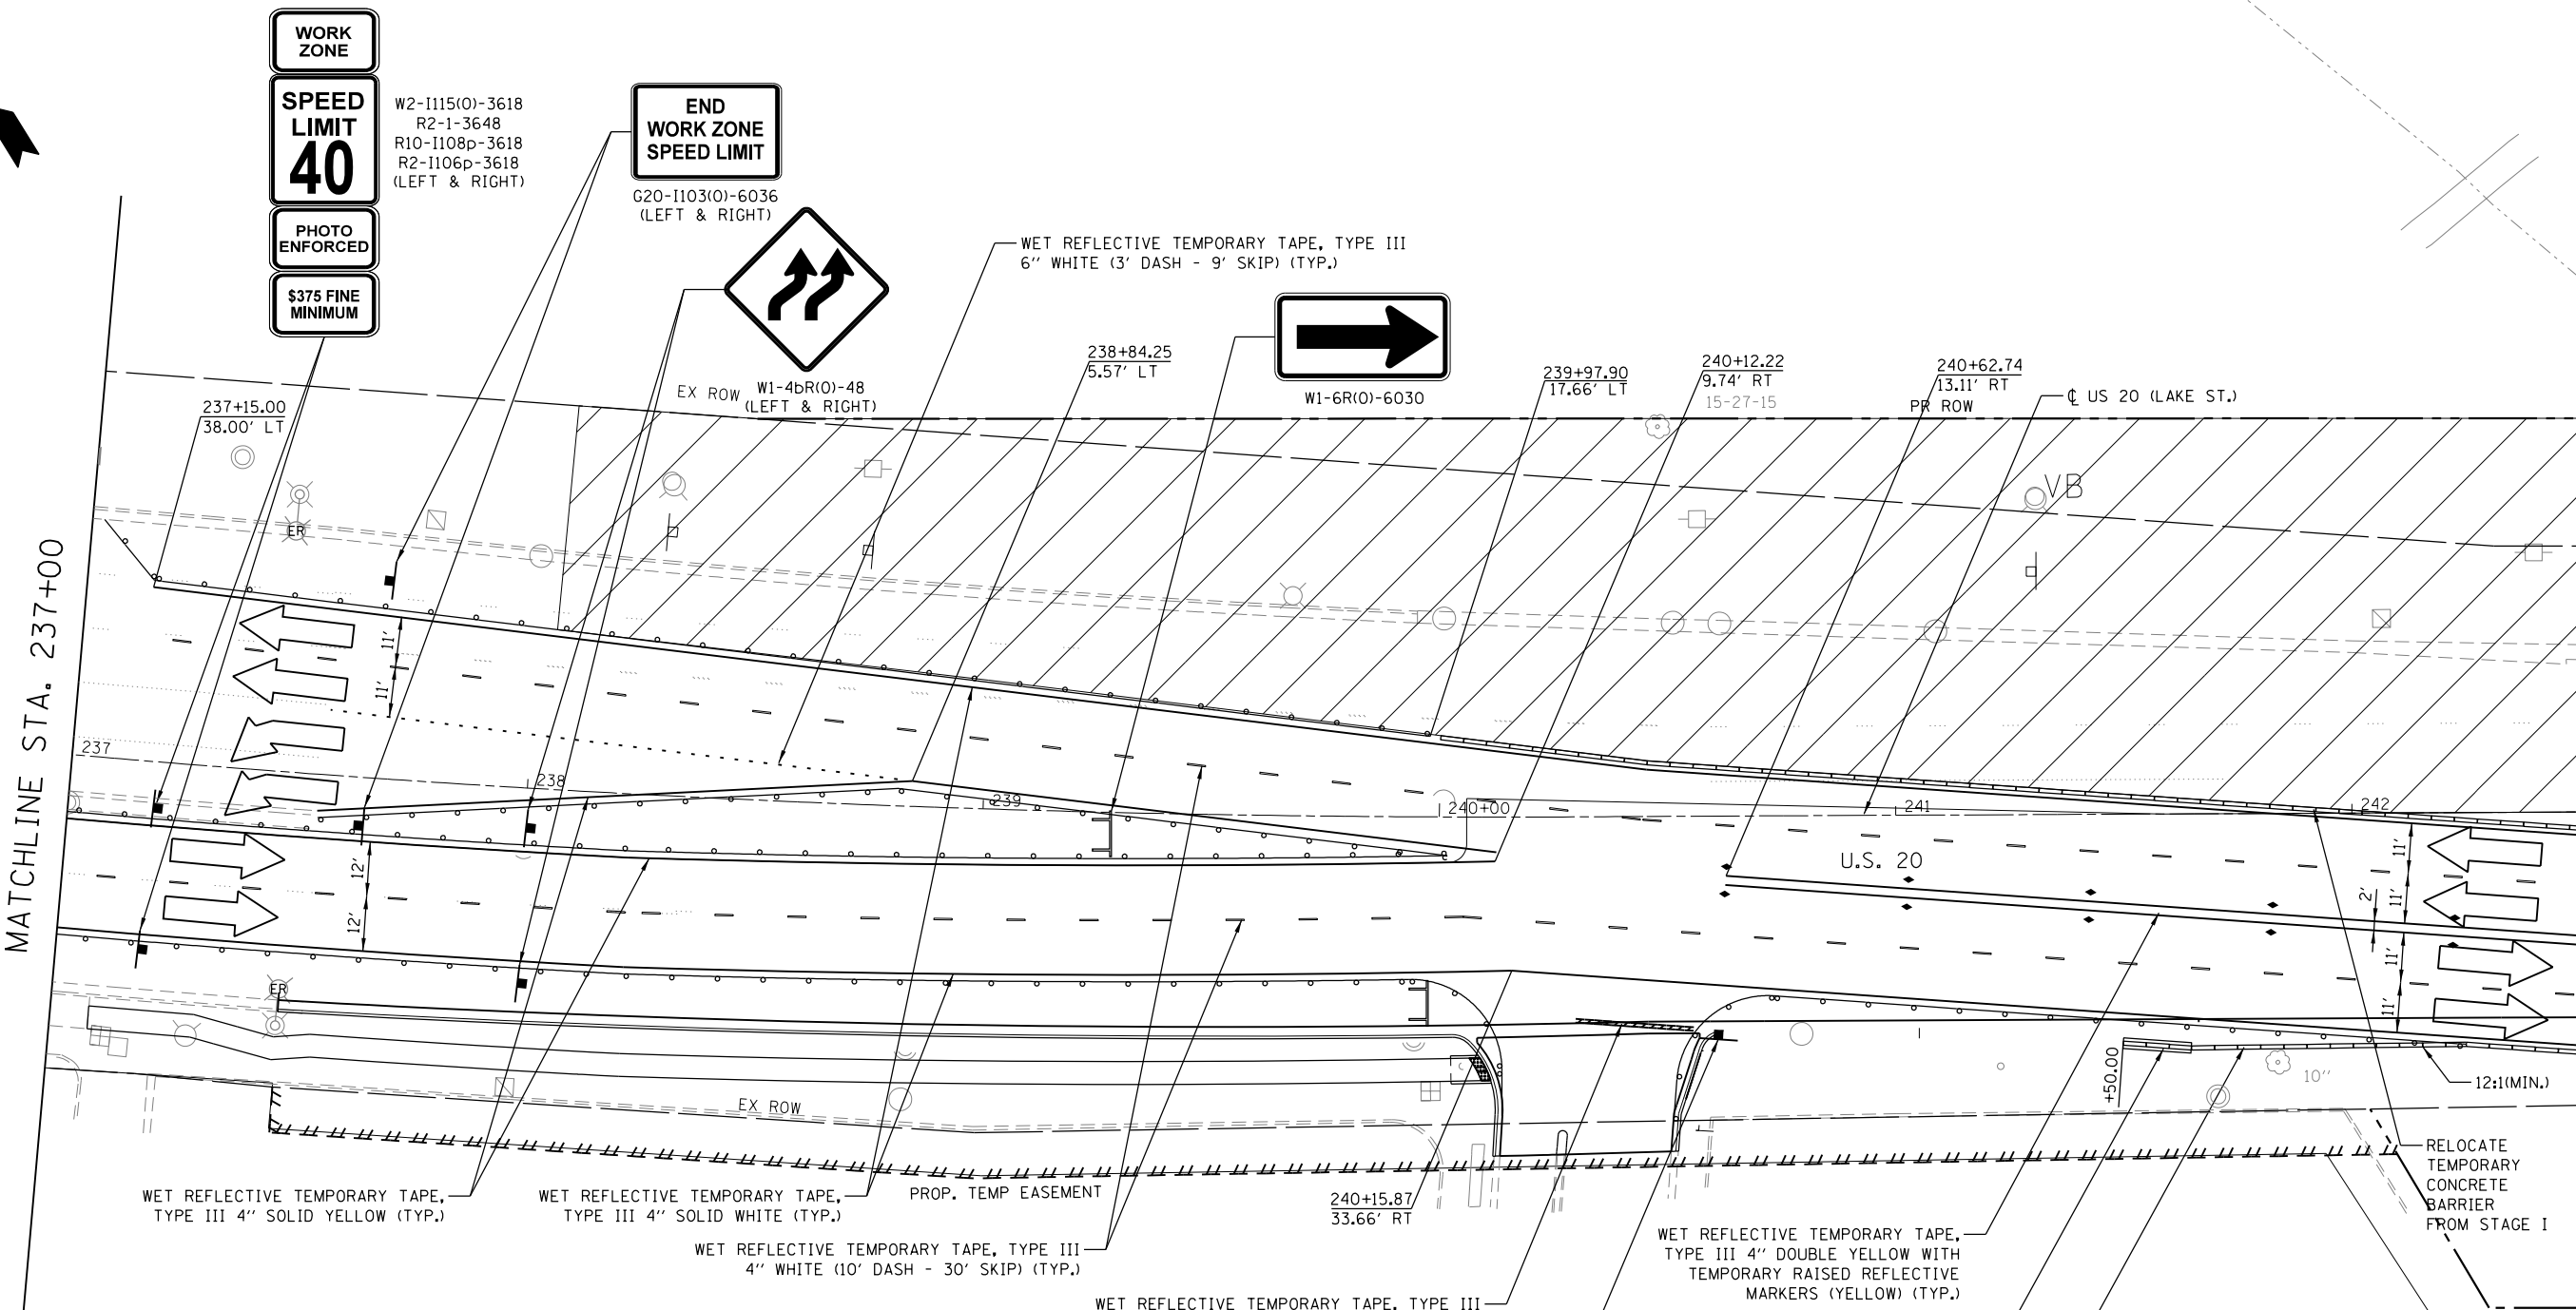 WORK
ZONE
SPEED
LIMIT
40
PHOTO
ENFORCED
$375 FINE
MINIMUM
W2-I115(O)-3618
R2-1-3648
R10-I108p-3618
R2-I106p-3618
(LEFT & RIGHT)
END
WORK ZONE
SPEED LIMIT
G20-I103(O)-6036
(LEFT & RIGHT)
W1-4bR(O)-48
(LEFT & RIGHT)
WET REFLECTIVE TEMPORARY TAPE, TYPE III
6'' WHITE (3' DASH - 9' SKIP) (TYP.)
W1-6R(O)-6030
237+15.00
38.00' LT
EX ROW
238+84.25
5.57' LT
239+97.90
17.66' LT
240+12.22
9.74' RT
15-27-15
240+62.74
13.11' RT
PR ROW
℄ US 20 (LAKE ST.)
VB
ER
MATCHLINE STA. 237+00
11'
11'
237
238
239
240+00
241
242
U.S. 20
12'
12'
11'
11'
2'
11'
11'
ER
+50.00
10''
12:1(MIN.)
EX ROW
PROP. TEMP EASEMENT
WET REFLECTIVE TEMPORARY TAPE,
TYPE III 4'' SOLID YELLOW (TYP.)
WET REFLECTIVE TEMPORARY TAPE,
TYPE III 4'' SOLID WHITE (TYP.)
WET REFLECTIVE TEMPORARY TAPE, TYPE III
4'' WHITE (10' DASH - 30' SKIP) (TYP.)
240+15.87
33.66' RT
WET REFLECTIVE TEMPORARY TAPE, TYPE III
WET REFLECTIVE TEMPORARY TAPE,
TYPE III 4'' DOUBLE YELLOW WITH
TEMPORARY RAISED REFLECTIVE
MARKERS (YELLOW) (TYP.)
RELOCATE
TEMPORARY
CONCRETE
BARRIER
FROM STAGE I